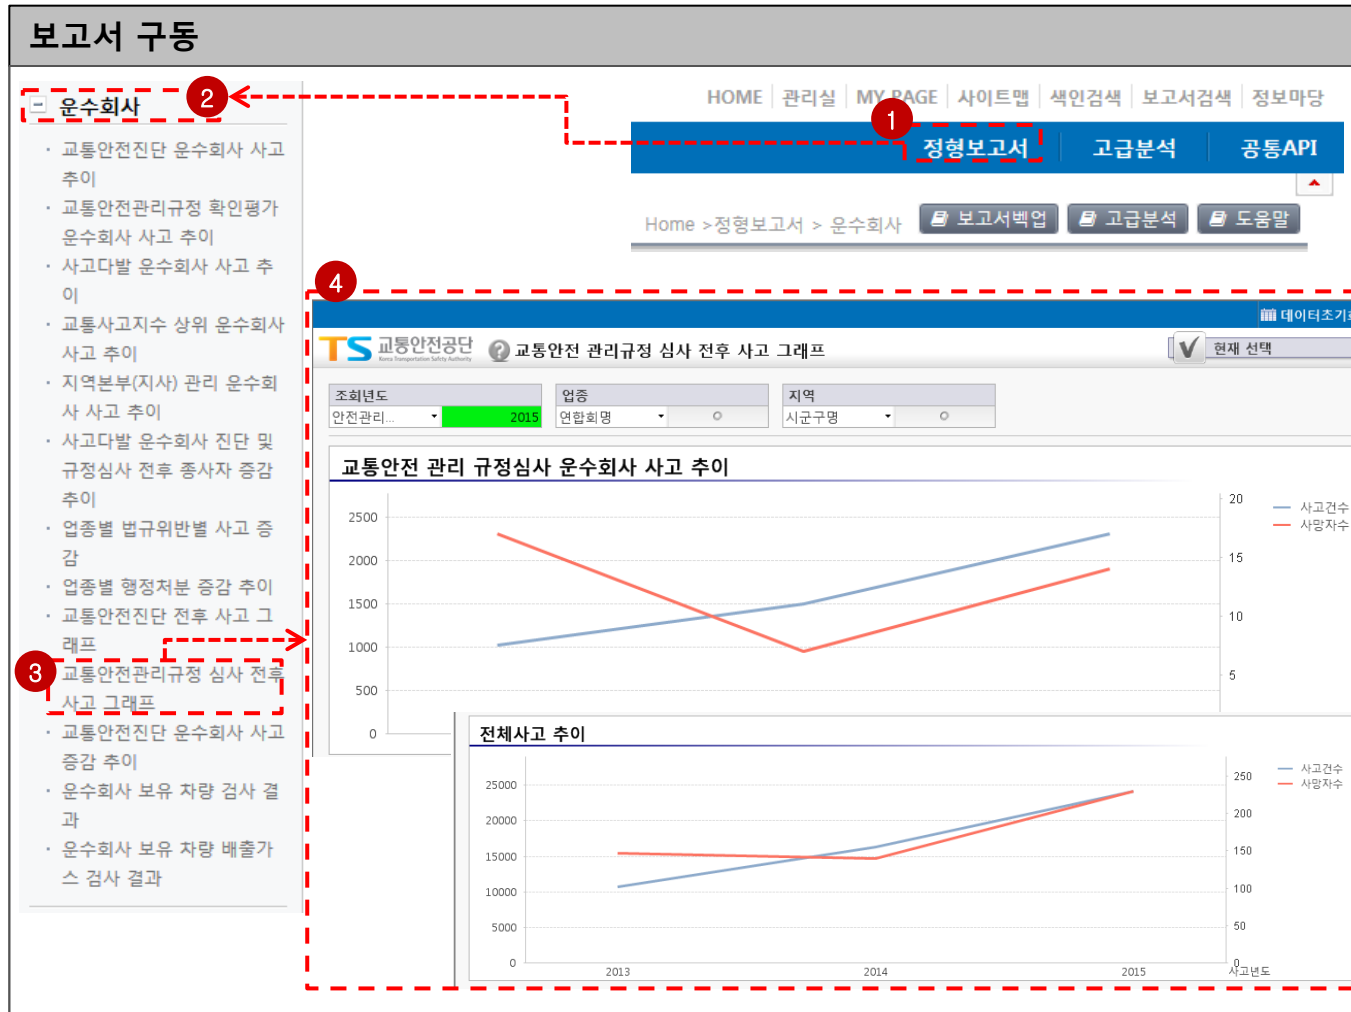 보고서 구동
운수회사
2
교통안전진단 운수회사 사고
추이
교통안전관리규정 확인평가
운수회사 사고 추이
사고다발 운수회사 사고 추
이
교통사고지수 상위 운수회사
사고 추이
지역본부(지사) 관리 운수회
사 사고 추이
사고다발 운수회사 진단 및
규정심사 전후 종사자 증감
추이
업종별 법규위반별 사고 증
감
업종별 행정처분 증감 추이
교통안전진단 전후 사고 그
래프
3
교통안전관리규정 심사 전후
사고 그래프
교통안전진단 운수회사 사고
증감 추이
운수회사 보유 차량 검사 결
과
운수회사 보유 차량 배출가
스 검사 결과
HOME 관리실 MY PAGE 사이트맵 색인검색 보고서검색 정보마당
1
정형보고서 고급분석 공통API
Home >정형보고서 > 운수회사 보고서벡업 고급분석 도움말
4
데이터초기화
TS 교통안전공단
Korea Transportation Safety Authority
교통안전 관리규정 심사 전후 사고 그래프
현재 선택
조회년도 업종 지역
안전관리... 2015 연합회명 시군구명
교통안전 관리 규정심사 운수회사 사고 추이
2500
2000
1500
1000
500
0
20
15
10
5
사고건수
사망자수
전체사고 추이
25000
20000
15000
10000
5000
0
250
200
150
100
50
0
사고건수
사망자수
2013 2014 2015 사고년도